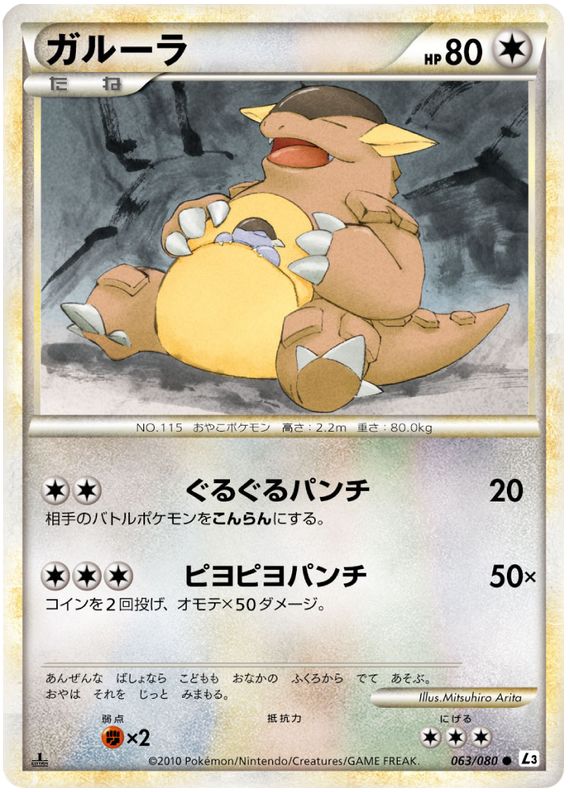 ガルーラ
HP80
たね
NO.115 おやこポケモン 高さ：2.2m 重さ：80.0kg
ぐるぐるパンチ 20
相手のバトルポケモンをこんらんにする。
ピヨピヨパンチ 50×
コインを2回投げ、オモテ×50ダメージ。
あんぜんな ばしょなら こどもも おなかの ふくろから でて あそぶ。
おやは それを じっと みまもる。
Illus.Mitsuhiro Arita
弱点 抵抗力 にげる
×2
©2010 Pokémon/Nintendo/Creatures/GAME FREAK.
063/080 ● L3